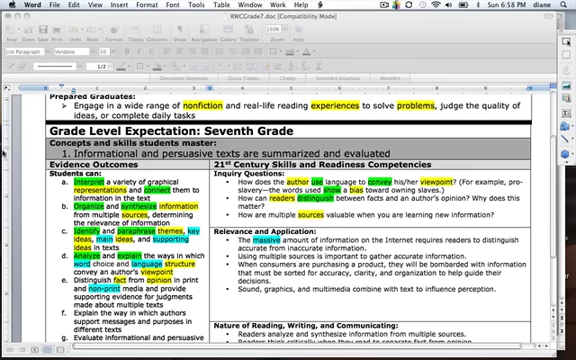 Word File Edit View Insert Format Font Tools Table Window Work Help Sun 6:58 PM diane
RWCGrade7.doc [Compatibility Mode]
List Paragraph Verdana
Document Elements Quick Tables Charts SmartArt Graphics WordArt
Prepared Graduates:
➢ Engage in a wide range of nonfiction and real-life reading experiences to solve problems, judge the quality of
ideas, or complete daily tasks
Grade Level Expectation: Seventh Grade
Concepts and skills students master:
1. Informational and persuasive texts are summarized and evaluated
Evidence Outcomes
Students can:
a. Interpret a variety of graphical
representations and connect them to
information in the text
b. Organize and synthesize information
from multiple sources, determining
the relevance of information
c. Identify and paraphrase themes, key
ideas, main ideas, and supporting
ideas in texts
d. Analyze and explain the ways in which
word choice and language structure
convey an author's viewpoint
e. Distinguish fact from opinion in print
and non-print media and provide
supporting evidence for judgments
made about multiple texts
f. Explain the way in which authors
support messages and purposes in
different texts
g. Evaluate informational and persuasive
21st Century Skills and Readiness Competencies
Inquiry Questions:
• How does the author use language to convey his/her viewpoint? (For example, pro-
slavery—the words used show a bias toward owning slaves.)
• How can readers distinguish between facts and an author's opinion? Why does this
matter?
• How are multiple sources valuable when you are learning new information?
Relevance and Application:
• The massive amount of information on the Internet requires readers to distinguish
accurate from inaccurate information.
• Using multiple sources is important to gather accurate information.
• When consumers are purchasing a product, they will be bombarded with information
that must be sorted for accuracy, clarity, and organization to help guide their
decisions.
• Sound, graphics, and multimedia combine with text to influence perception.
Nature of Reading, Writing, and Communicating:
• Readers analyze and synthesize information from multiple sources.